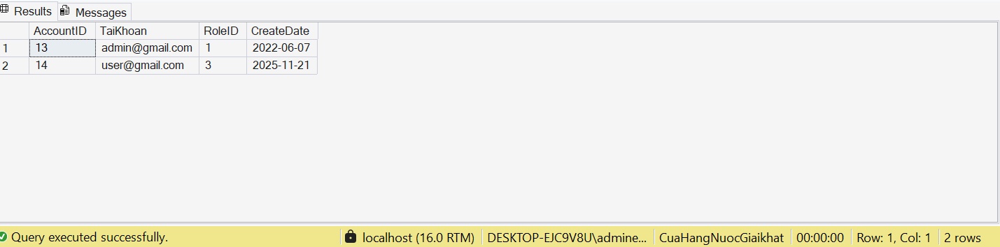 Results Messages
AccountID TaiKhoan RoleID CreateDate
1 13 admin@gmail.com 1 2022-06-07
2 14 user@gmail.com 3 2025-11-21
Query executed successfully. localhost (16.0 RTM) DESKTOP-EJC9V8U\admine... CuaHangNuocGiaikhat 00:00:00 Row: 1, Col: 1 2 rows